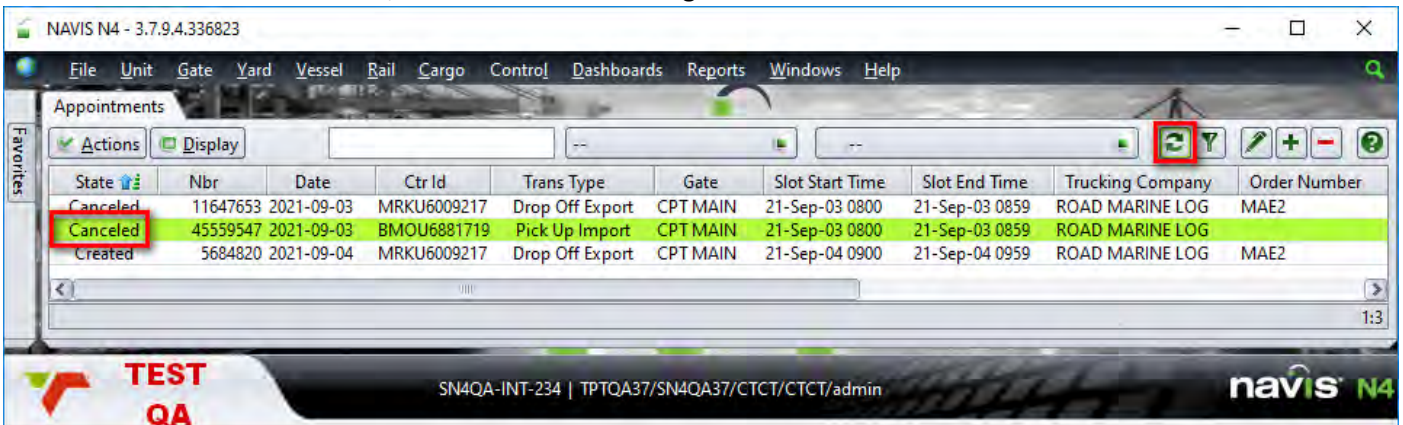 NAVIS N4 - 3.7.9.4.336823
File Unit Gate Yard Vessel Rail Cargo Control Dashboards Reports Windows Help
Appointments
Favorites
Actions Display -- --
State Nbr Date Ctr Id Trans Type Gate Slot Start Time Slot End Time Trucking Company Order Number
Canceled 11647653 2021-09-03 MRKU6009217 Drop Off Export CPT MAIN 21-Sep-03 0800 21-Sep-03 0859 ROAD MARINE LOG MAE2
Canceled 45559547 2021-09-03 BMOU6881719 Pick Up Import CPT MAIN 21-Sep-03 0800 21-Sep-03 0859 ROAD MARINE LOG
Created 5684820 2021-09-04 MRKU6009217 Drop Off Export CPT MAIN 21-Sep-04 0900 21-Sep-04 0959 ROAD MARINE LOG MAE2
1:3
TEST
QA
SN4QA-INT-234 | TPTQA37/SN4QA37/CTCT/CTCT/admin
navis N4